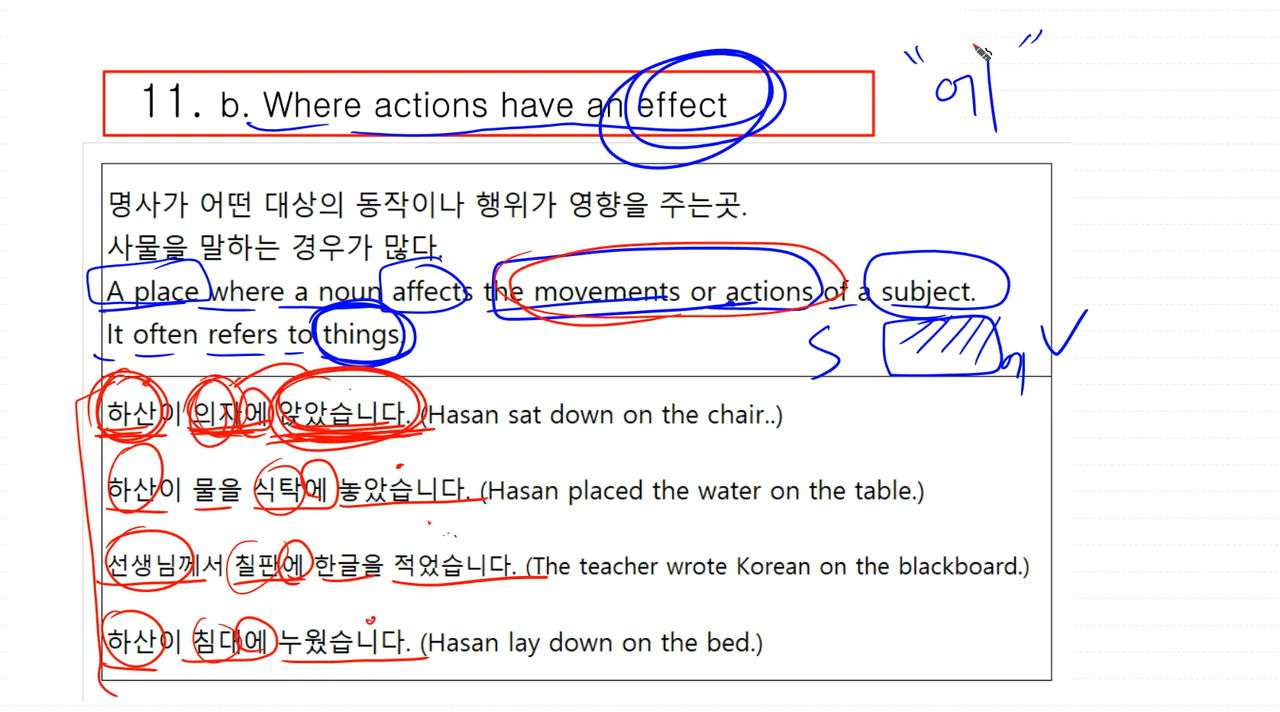 "에"
11. b. Where actions have an effect
명사가 어떤 대상의 동작이나 행위가 영향을 주는곳.
사물을 말하는 경우가 많다.
A place where a noun affects the movements or actions of a subject.
It often refers to things.
S 에 V
하산이 의자에 앉았습니다. (Hasan sat down on the chair..)
하산이 물을 식탁에 놓았습니다. (Hasan placed the water on the table.)
선생님께서 칠판에 한글을 적었습니다. (The teacher wrote Korean on the blackboard.)
하산이 침대에 누웠습니다. (Hasan lay down on the bed.)